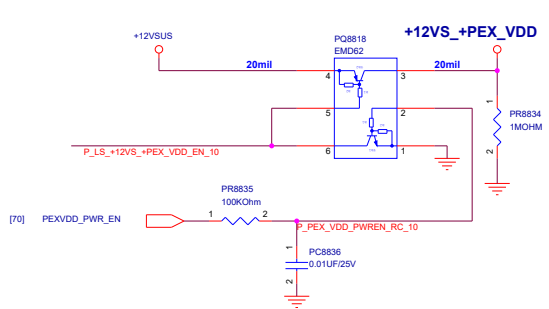 +12VSUS
PQ8818
EMD62
+12VS_+PEX_VDD
20mil
20mil
4
3
5
2
6
1
P_LS_+12VS_+PEX_VDD_EN_10
1
PR8834
1MOHM
2
PR8835
100KOhm
[70]
PEXVDD_PWR_EN
1
2
P_PEX_VDD_PWREN_RC_10
1
PC8836
0.01UF/25V
2